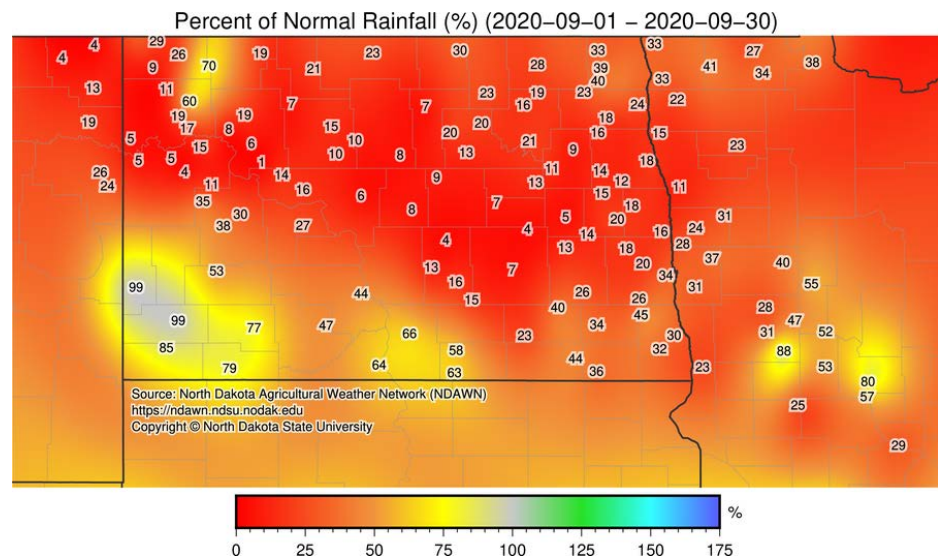 Percent of Normal Rainfall (%) (2020−09−01 − 2020−09−30)
4 29 26 19 23 30 33 33 27
4 9 70 21 28 39 41 34 38
13 11 60 7 7 23 16 19 23 40 33 24 22
19 19 17 8 19 15 20 20 18 16 15
5 15 6 10 13 21 9 23
5 5 4 1 10 8 11 14 18
26 24 11 14 16 9 13 12 11
35 6 7 15
38 30 27 8 5 20 18 31
4 4 14 16 24
13 18 28
53 13 7 20 37 40
99 16 34 31 55
44 15 40 26 26 28
99 77 47 66 23 34 45 30 31 47 52
85 58 44 32 88
79 64 63 36 23 53 80
57
25
29
Source: North Dakota Agricultural Weather Network (NDAWN)
https://ndawn.ndsu.nodak.edu
Copyright © North Dakota State University
%
0 25 50 75 100 125 150 175